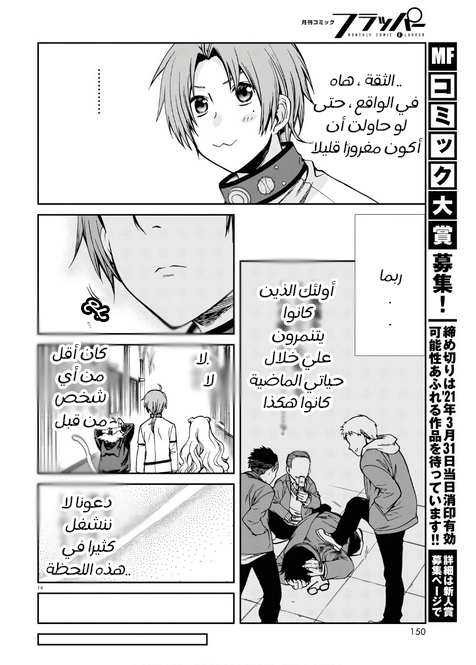 月刊コミック
フラッパー
MONTHLY COMIC FLAPPER
.. الثقة ، هاه
في الواقع ، حتى
لو حاولت أن
أكون مغرورًا قليلا
..........
ربما
.
.
أولئك الذين
كانوا
يتنمرون
علي خلال
حياتي الماضية
كانوا هكذا
لا..
لا
كان أقل
من أي
شخص
من قبل
دعونا لا
ننشغل
كثيرا في
..هذه اللحظة
MFコミック大賞募集!
締め切りは'21年3月31日当日消印有効
可能性あふれる作品を待っています!!
詳細は新人賞
募集ページで
150